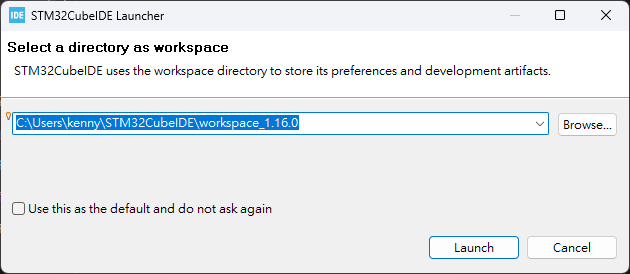 IDE STM32CubeIDE Launcher
Select a directory as workspace
STM32CubeIDE uses the workspace directory to store its preferences and development artifacts.
C:\Users\kenny\STM32CubeIDE\workspace_1.16.0
Browse...
Use this as the default and do not ask again
Launch
Cancel